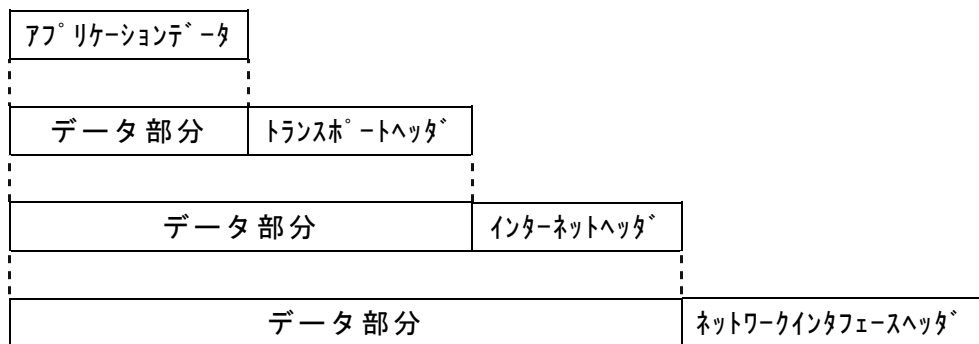 ｱﾌﾟﾘｹｰｼｮﾝﾃﾞｰﾀ
データ部分 ﾄﾗﾝｽﾎﾟｰﾄﾍｯﾀﾞ
データ部分 ｲﾝﾀｰﾈｯﾄﾍｯﾀﾞ
データ部分 ﾈｯﾄﾜｰｸｲﾝﾀﾌｪｰｽﾍｯﾀﾞ